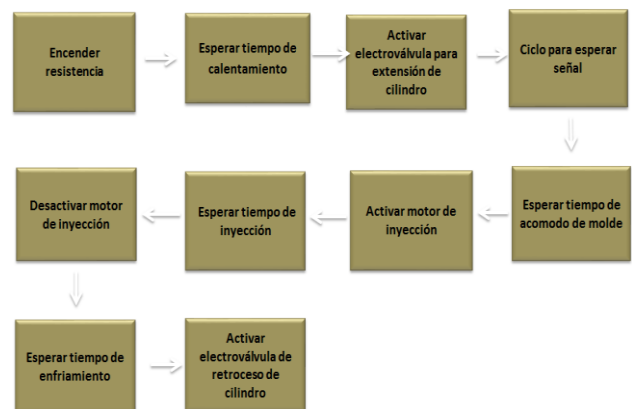 Encender
resistencia
Esperar tiempo de
calentamiento
Activar
electroválvula para
extensión de
cilindro
Ciclo para esperar
señal
Esperar tiempo de
acomodo de molde
Activar motor de
inyección
Esperar tiempo de
inyección
Desactivar motor
de inyección
Esperar tiempo de
enfriamiento
Activar
electroválvula de
retroceso de
cilindro